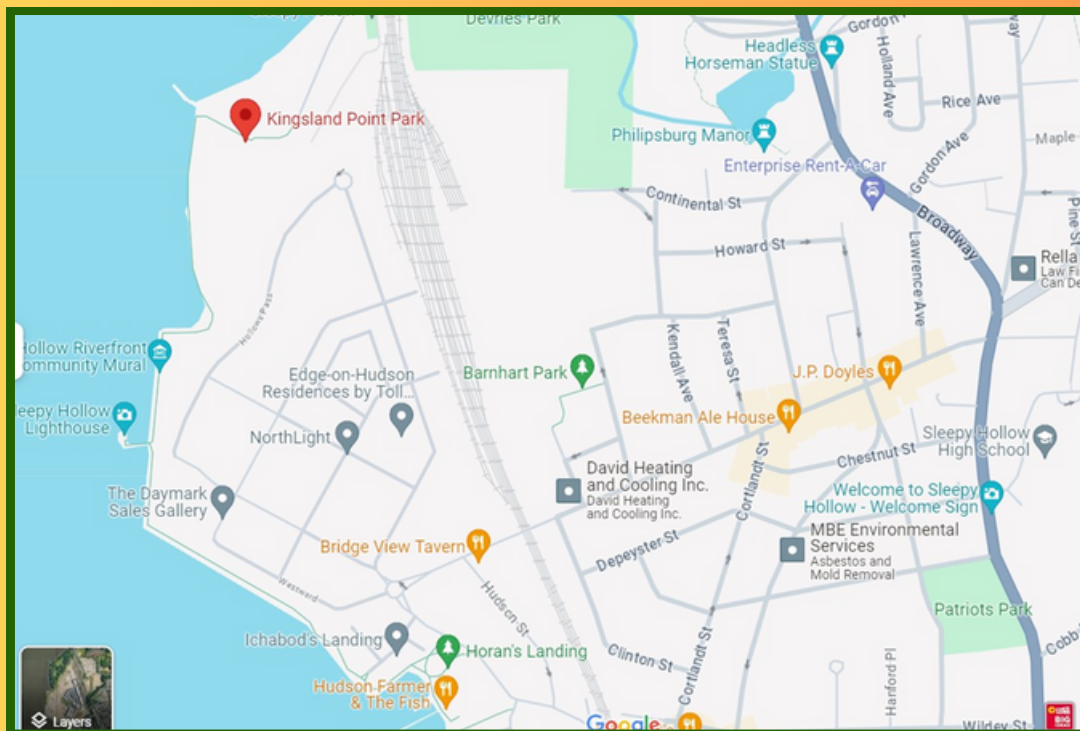 Devries Park
Gordon
Headless
Horseman Statue
Holland Ave
Rice Ave
Kingsland Point Park
Philipsburg Manor
Gordon Ave
Maple
Enterprise Rent-A-Car
Continental St
Broadway
Pine St
Howard St
Lawrence Ave
Rella
Law Fi
Can De
Hollows Pass
Hollow Riverfront
ommunity Mural
Kendall Ave
Teresa St
Edge-on-Hudson
Residences by Toll...
Barnhart Park
J.P. Doyles
eepy Hollow
Lighthouse
NorthLight
Beekman Ale House
Sleepy Hollow
High School
Chestnut St
Cortlandt St
David Heating
and Cooling Inc.
David Heating
and Cooling Inc.
The Daymark
Sales Gallery
Welcome to Sleepy
Hollow - Welcome Sign
Bridge View Tavern
Depeyster St
MBE Environmental
Services
Asbestos and
Mold Removal
Westward
Hudson St
Patriots Park
Ichabod's Landing
Horan's Landing
Clinton St
Cortlandt St
Hanford Pl
Cobb
Hudson Farmer
& The Fish
Layers
Google
Wildey St